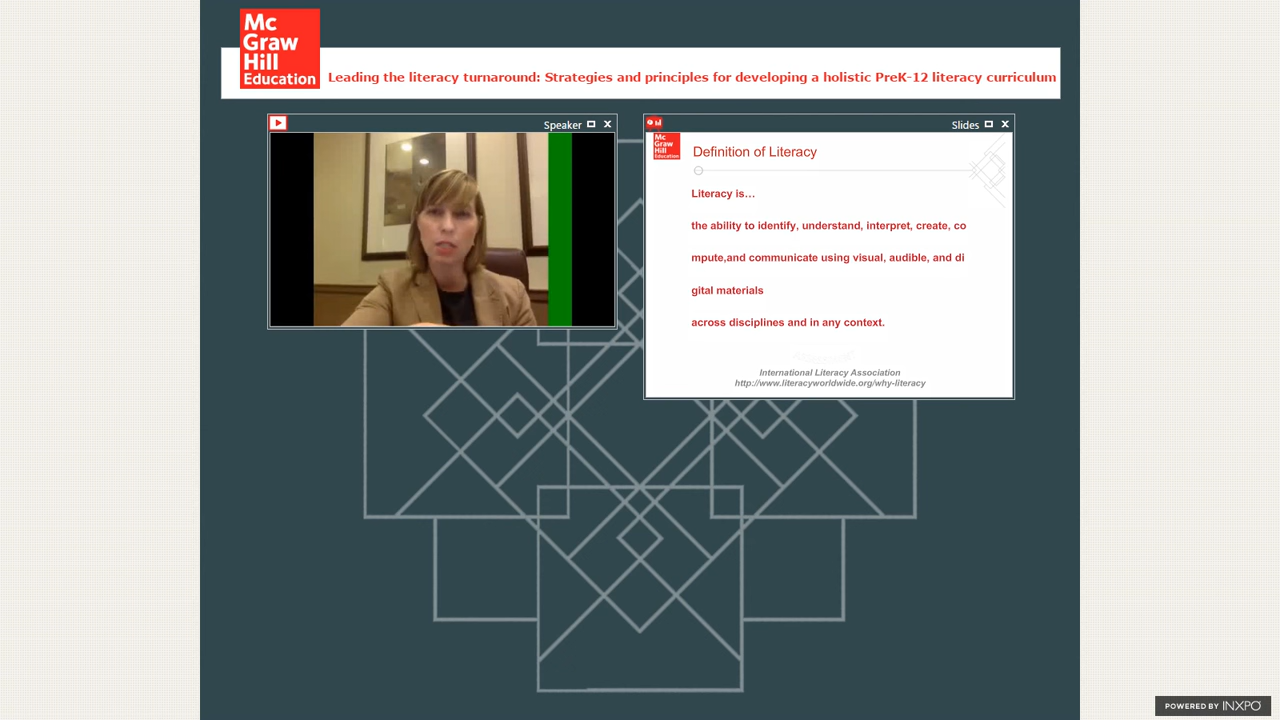 Mc
Graw
Hill
Education
Leading the literacy turnaround: Strategies and principles for developing a holistic PreK-12 literacy curriculum
Speaker
Slides
Mc
Graw
Hill
Education
Definition of Literacy
Literacy is...
the ability to identify, understand, interpret, create, co
mpute,and communicate using visual, audible, and di
gital materials
across disciplines and in any context.
International Literacy Association
http://www.literacyworldwide.org/why-literacy
POWERED BY INXPO